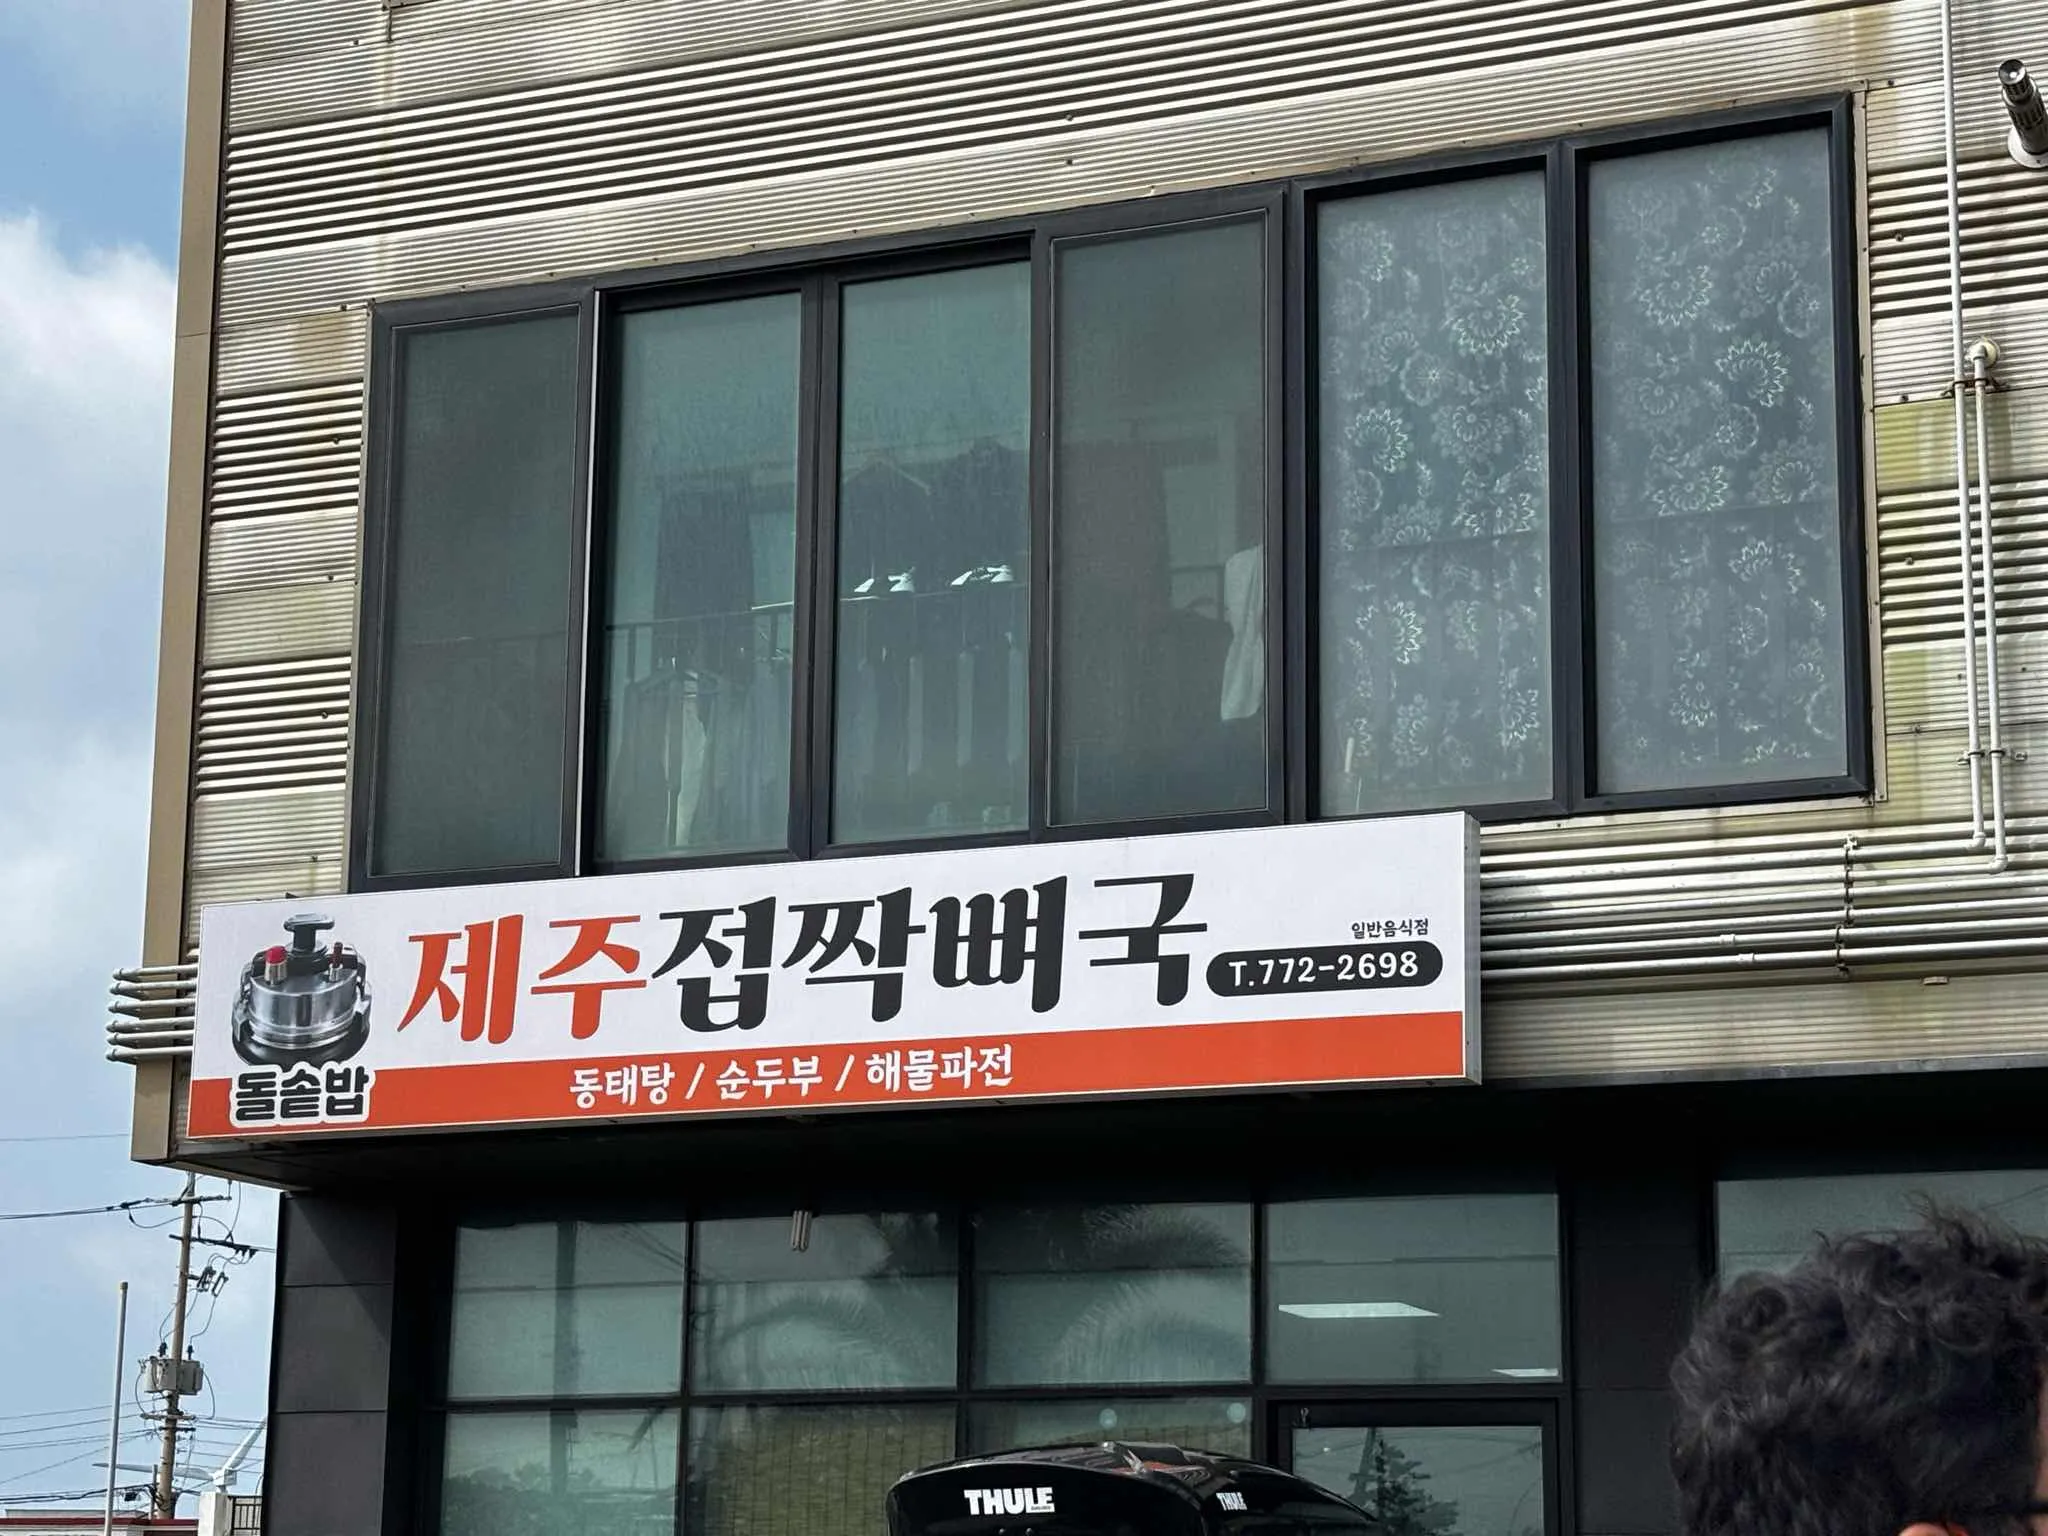 제주접짝뼈국
일반음식점
T.772-2698
돌솥밥
동태탕 / 순두부 / 해물파전
THULE
THULE